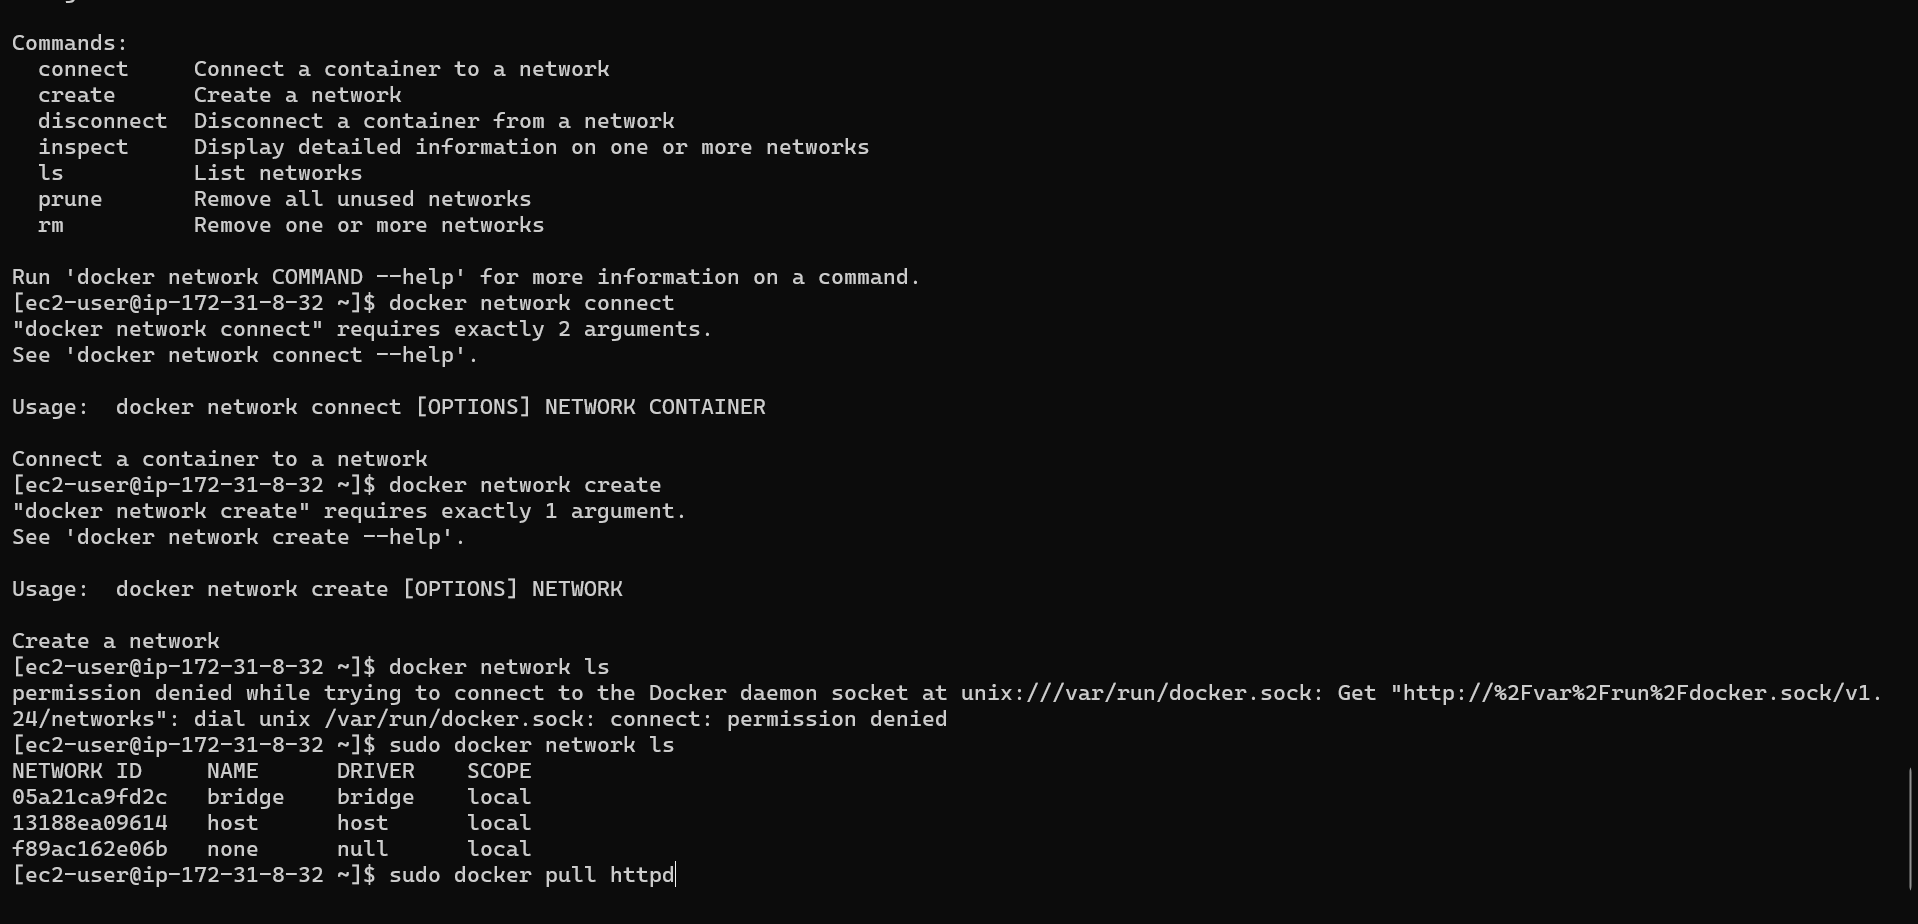 Commands:
  connect     Connect a container to a network
  create      Create a network
  disconnect  Disconnect a container from a network
  inspect     Display detailed information on one or more networks
  ls          List networks
  prune       Remove all unused networks
  rm          Remove one or more networks

Run 'docker network COMMAND --help' for more information on a command.
[ec2-user@ip-172-31-8-32 ~]$ docker network connect
"docker network connect" requires exactly 2 arguments.
See 'docker network connect --help'.

Usage:  docker network connect [OPTIONS] NETWORK CONTAINER

Connect a container to a network
[ec2-user@ip-172-31-8-32 ~]$ docker network create
"docker network create" requires exactly 1 argument.
See 'docker network create --help'.

Usage:  docker network create [OPTIONS] NETWORK

Create a network
[ec2-user@ip-172-31-8-32 ~]$ docker network ls
permission denied while trying to connect to the Docker daemon socket at unix:///var/run/docker.sock: Get "http://%2Fvar%2Frun%2Fdocker.sock/v1.
24/networks": dial unix /var/run/docker.sock: connect: permission denied
[ec2-user@ip-172-31-8-32 ~]$ sudo docker network ls
NETWORK ID     NAME      DRIVER    SCOPE
05a21ca9fd2c   bridge    bridge    local
13188ea09614   host      host      local
f89ac162e06b   none      null      local
[ec2-user@ip-172-31-8-32 ~]$ sudo docker pull httpd